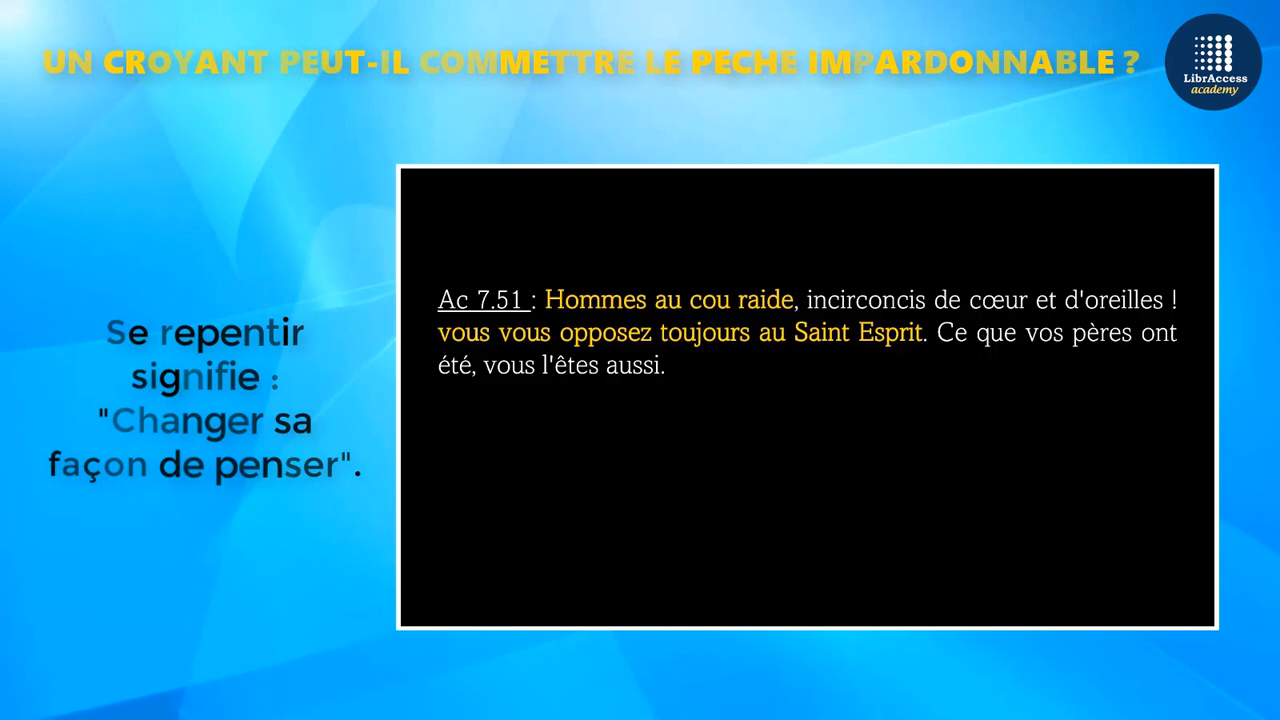 UN CROYANT PEUT-IL COMMETTRE LE PECHE IMPARDONNABLE ?
LibrAccess
academy
Se repentir
signifie :
"Changer sa
façon de penser".
Ac 7.51 : Hommes au cou raide, incirconcis de cœur et d'oreilles !
vous vous opposez toujours au Saint Esprit. Ce que vos pères ont
été, vous l'êtes aussi.